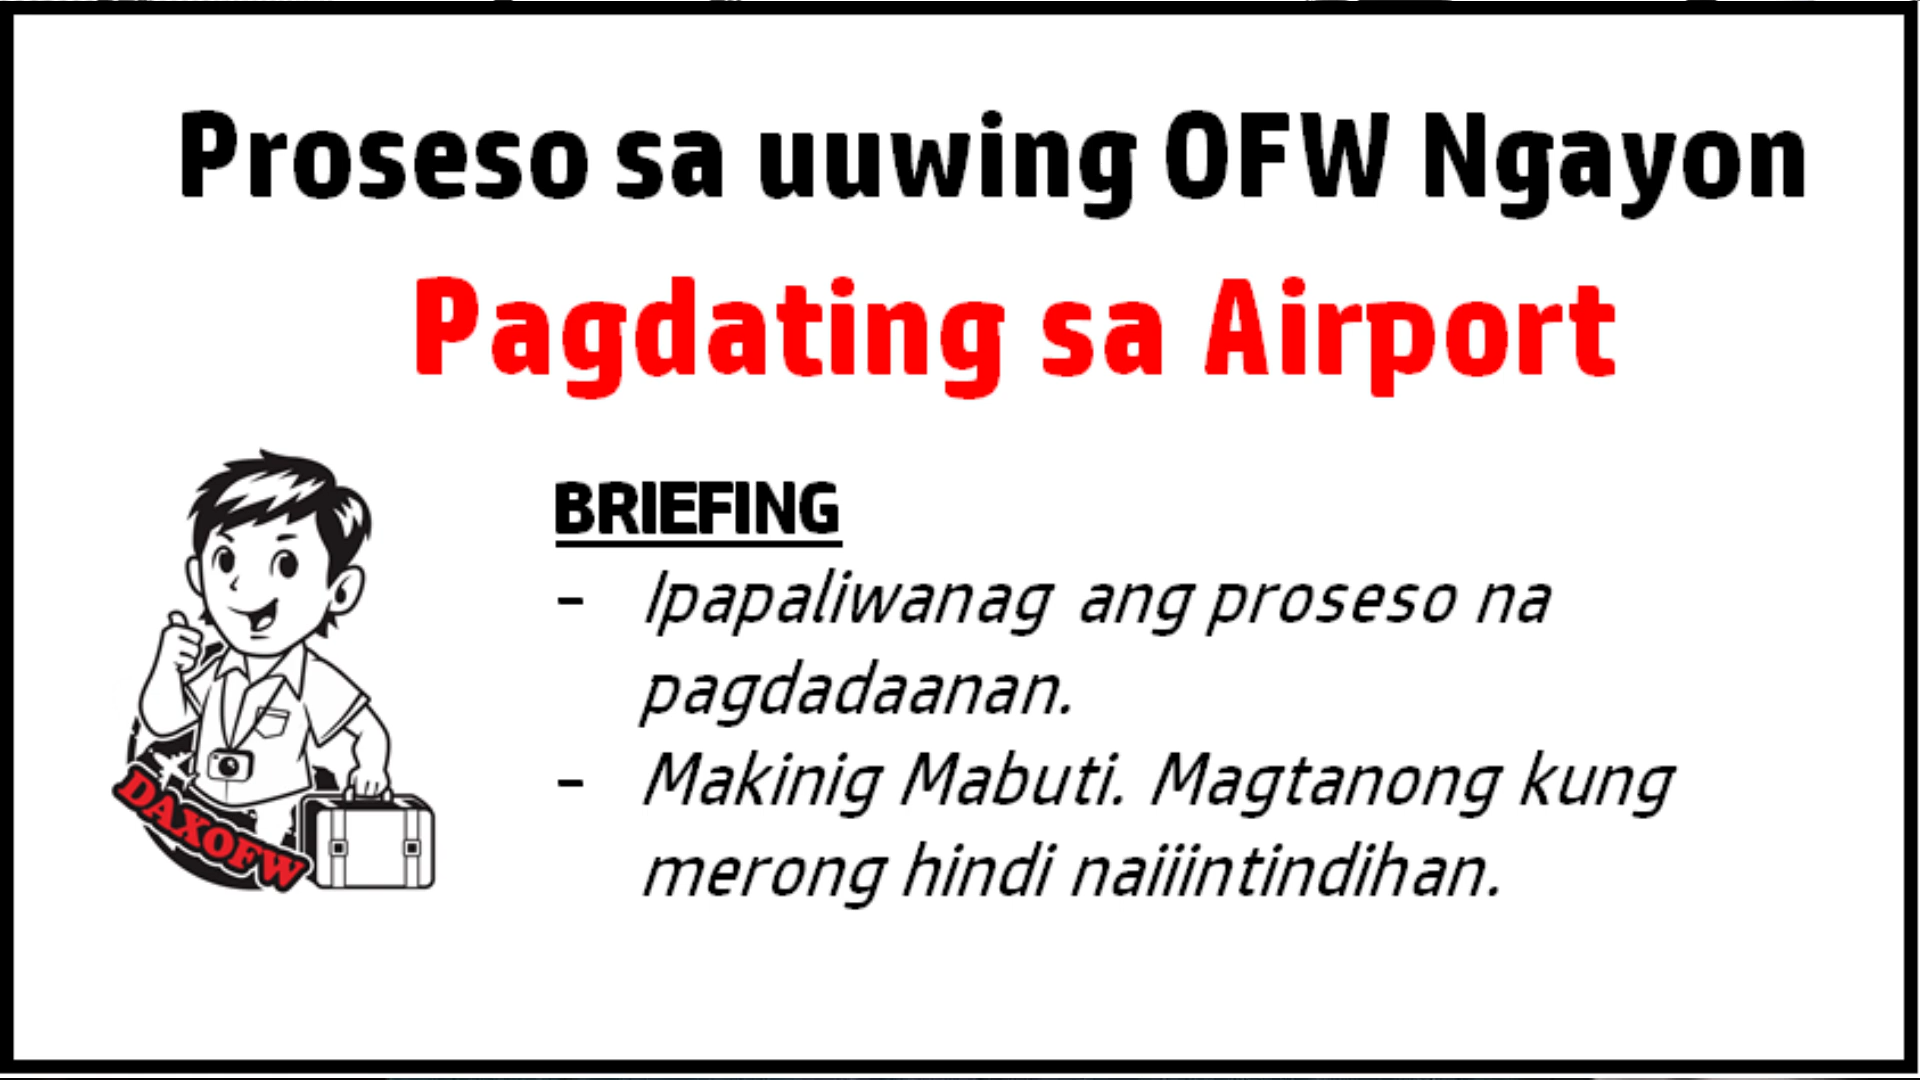 Proseso sa uuwing OFW Ngayon
Pagdating sa Airport
BRIEFING
- Ipapaliwanag ang proseso na
pagdadaanan.
- Makinig Mabuti. Magtanong kung
merong hindi naiiintindihan.
DAXOFW